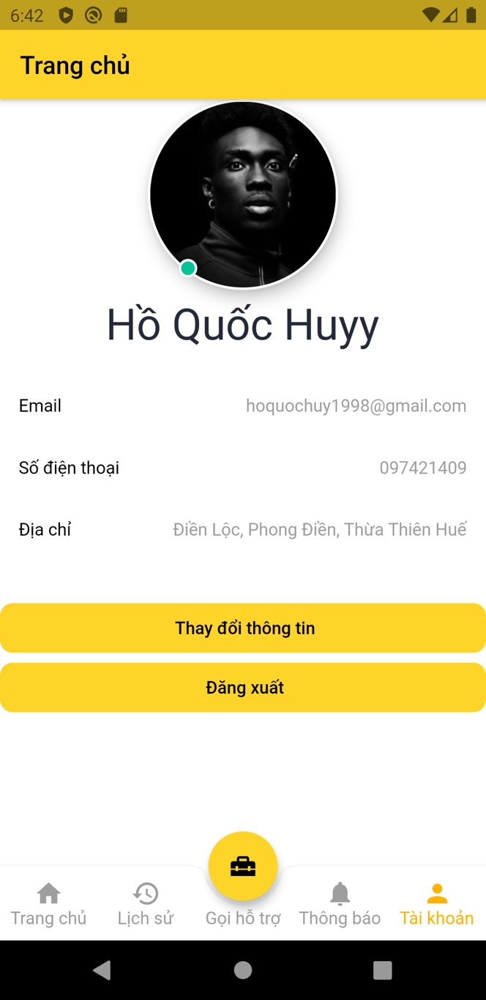 6:42
Trang chủ
Hồ Quốc Huyy
Email hoquochuy1998@gmail.com
Số điện thoại 097421409
Địa chỉ Điền Lộc, Phong Điền, Thừa Thiên Huế
Thay đổi thông tin
Đăng xuất
Trang chủ Lịch sử Gọi hỗ trợ Thông báo Tài khoản